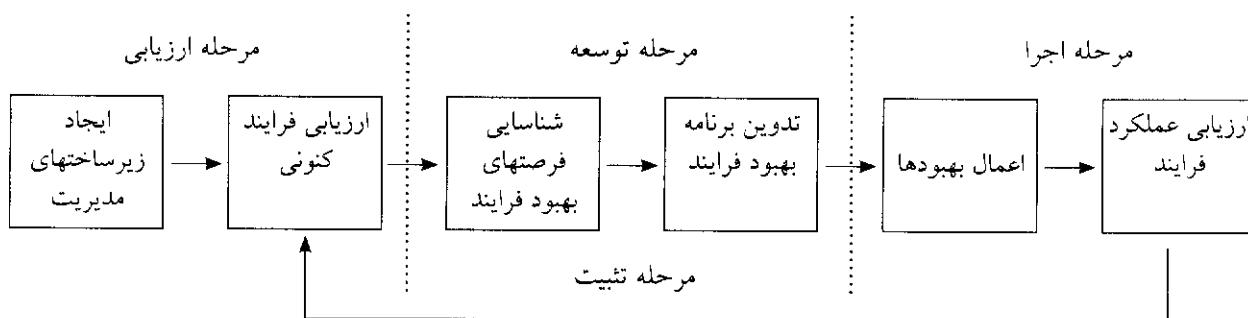 مرحله ارزیابی
مرحله توسعه
مرحله اجرا
ایجاد
زیرساختهای
مدیریت
ارزیابی فرایند
کنونی
شناسایی
فرصتهای
بهبود فرایند
تدوین برنامه
بهبود فرایند
اعمال بهبودها
ارزیابی عملکرد
فرایند
مرحله تثبیت